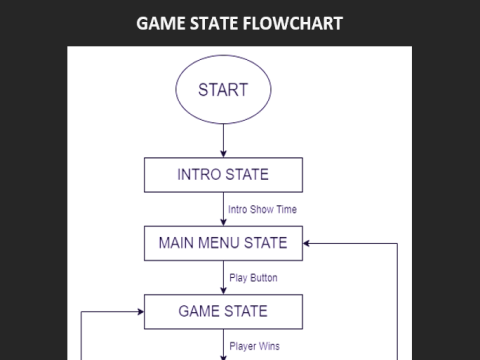 GAME STATE FLOWCHART
START
INTRO STATE
Intro Show Time
MAIN MENU STATE
Play Button
GAME STATE
Player Wins